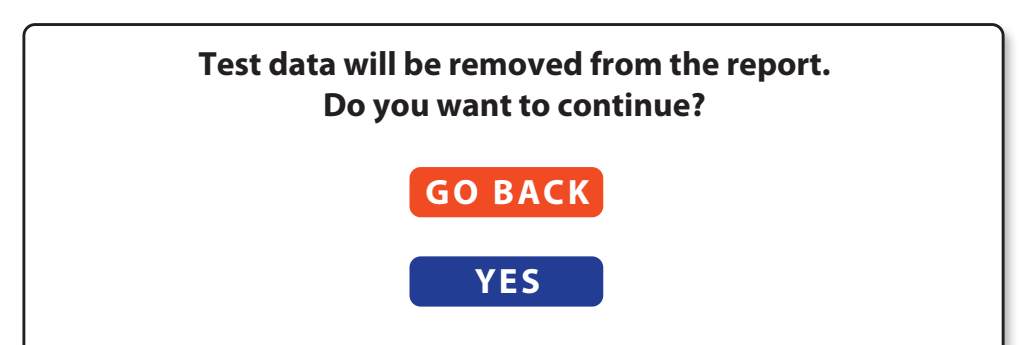 Test data will be removed from the report.
Do you want to continue?
GO BACK
YES